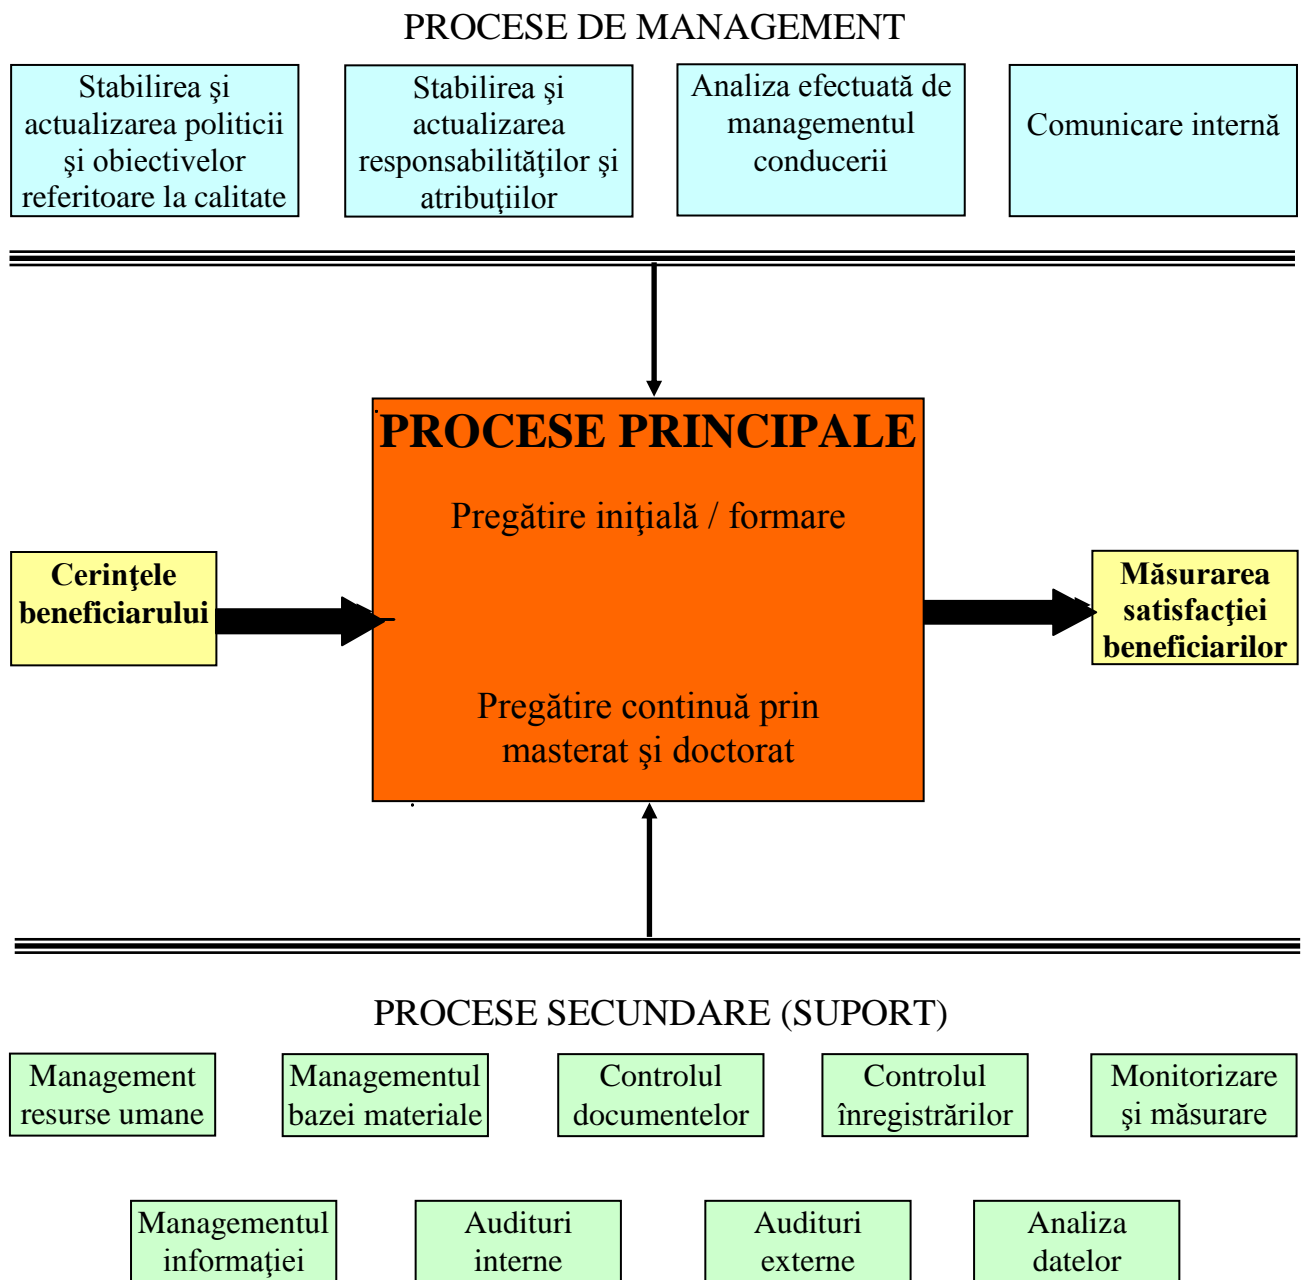 PROCESE DE MANAGEMENT
Stabilirea şi
actualizarea politicii
şi obiectivelor
referitoare la calitate
Stabilirea şi
actualizarea
responsabilităţilor şi
atribuţiilor
Analiza efectuată de
managementul
conducerii
Comunicare internă
PROCESE PRINCIPALE
Pregătire iniţială / formare
Cerinţele
beneficiarului
Măsurarea
satisfacţiei
beneficiarilor
Pregătire continuă prin
masterat şi doctorat
PROCESE SECUNDARE (SUPORT)
Management
resurse umane
Managementul
bazei materiale
Controlul
documentelor
Controlul
înregistrărilor
Monitorizare
şi măsurare
Managementul
informaţiei
Audituri
interne
Audituri
externe
Analiza
datelor